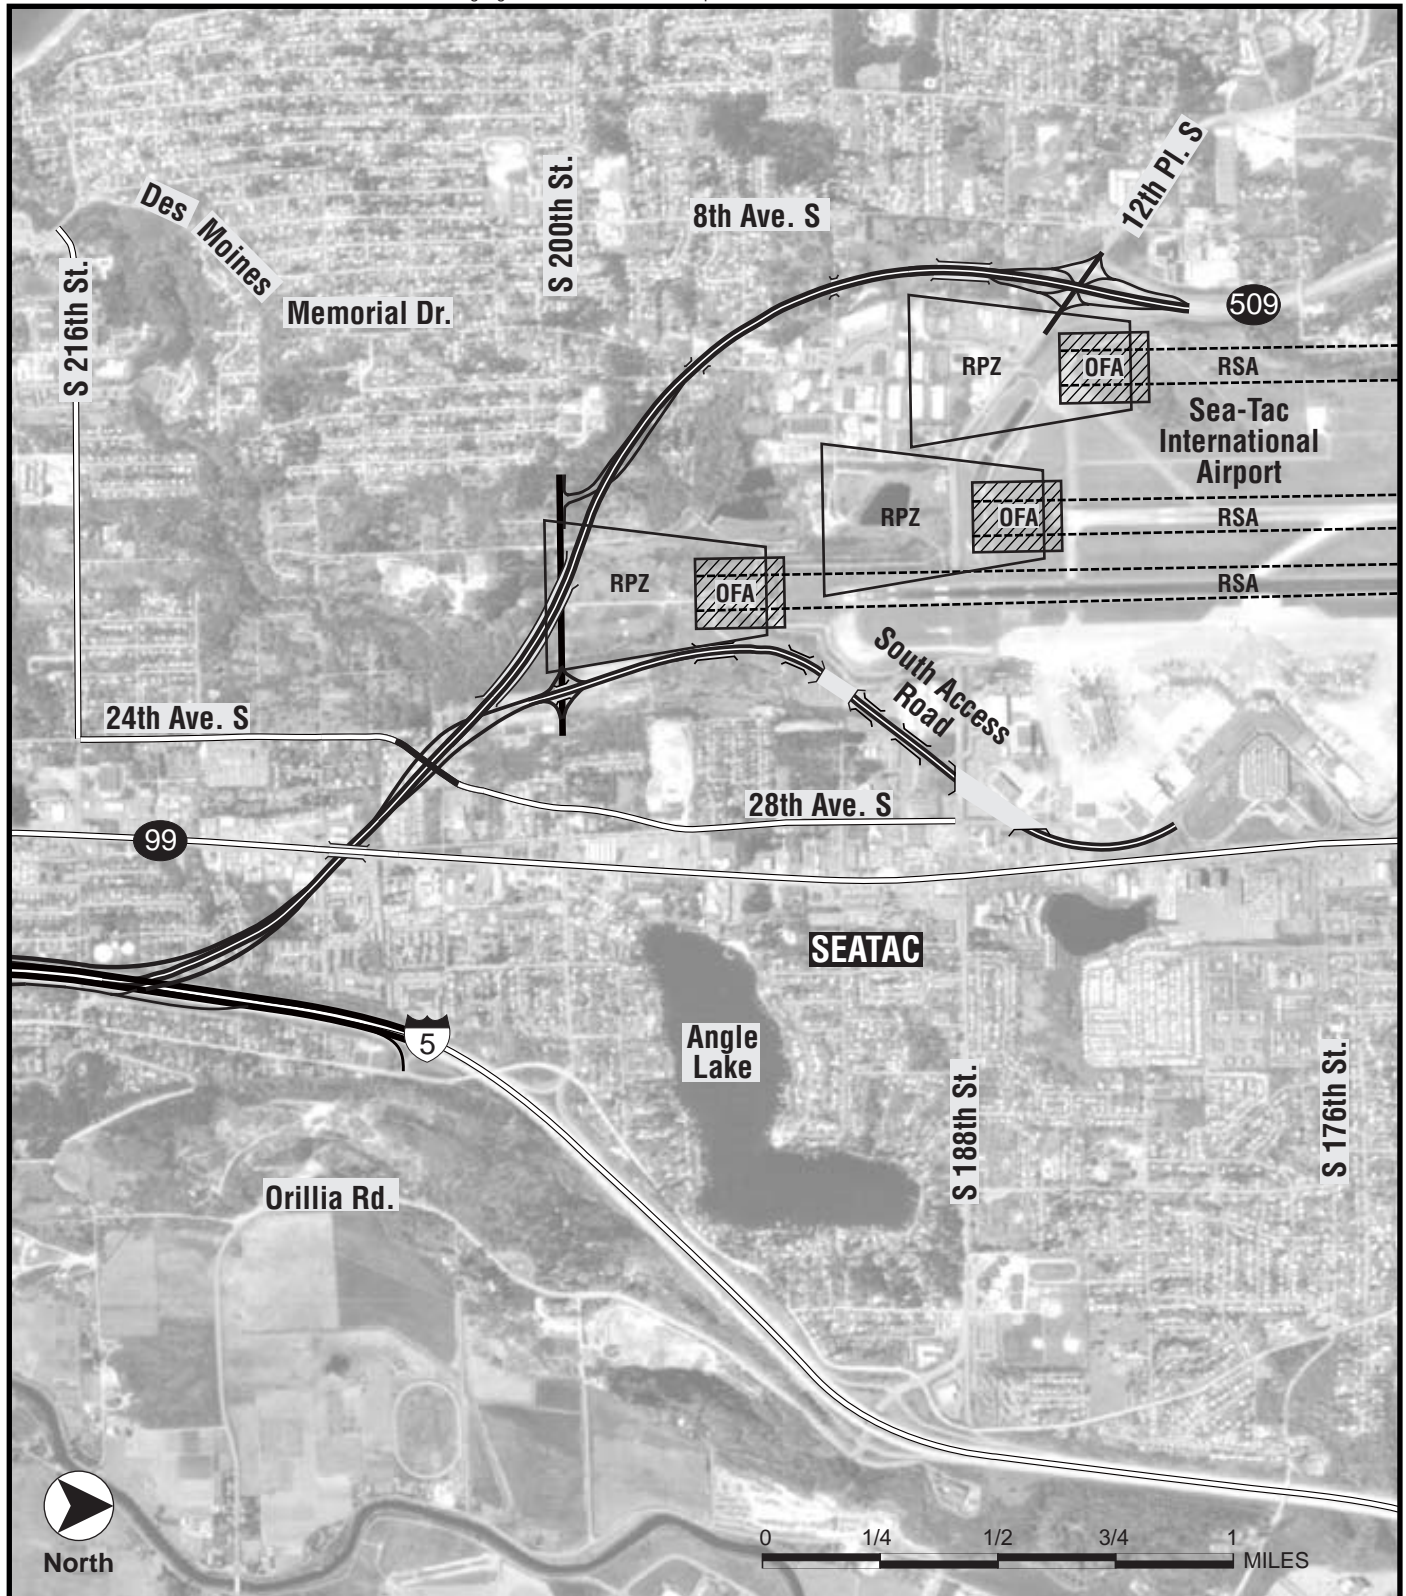 12th Pl. S
S 200th St.
Des Moines
Memorial Dr.
8th Ave. S
S 216th St.
509
RPZ
OFA
RSA
Sea-Tac
International
Airport
RPZ
OFA
RSA
RPZ
OFA
RSA
South Access
Road
24th Ave. S
28th Ave. S
99
SEATAC
5
Angle
Lake
S 188th St.
S 176th St.
Orillia Rd.
North
0 1/4 1/2 3/4 1
MILES